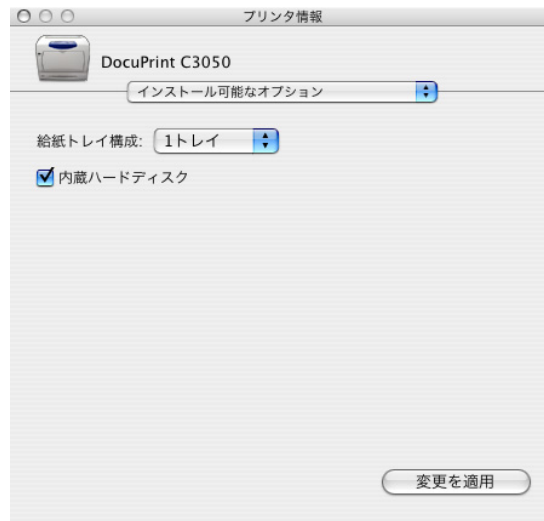 プリンタ情報
DocuPrint C3050
インストール可能なオプション
給紙トレイ構成: 1トレイ
内蔵ハードディスク
変更を適用